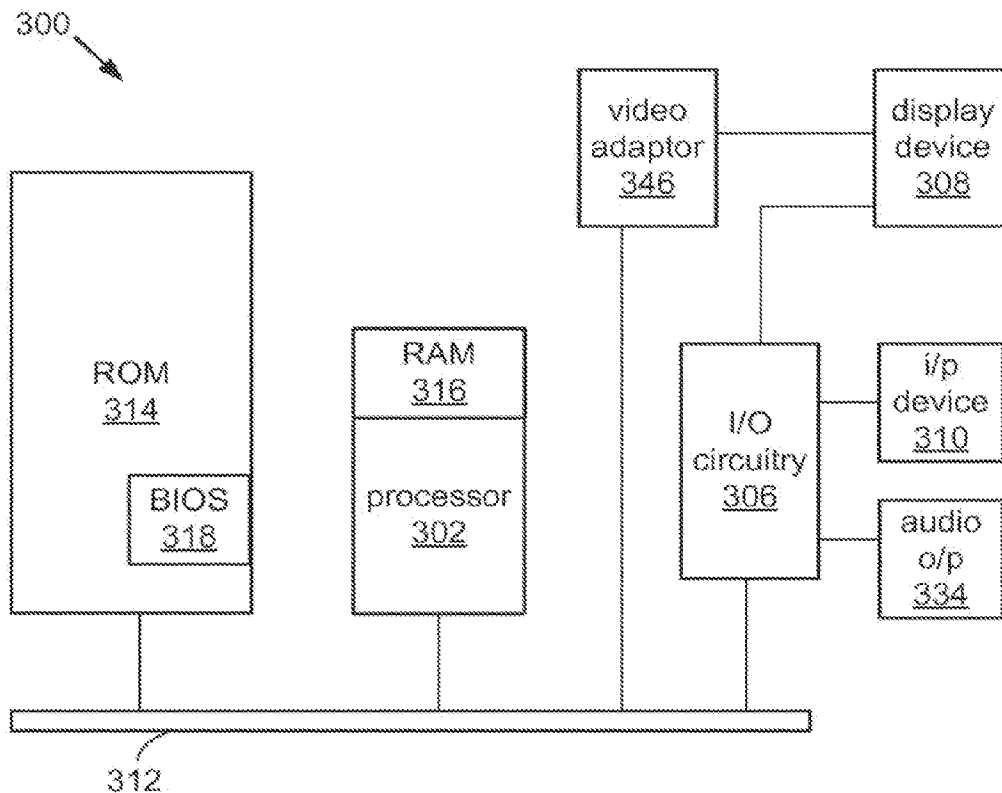 300
video
adaptor
346
display
device
308
ROM
314
BIOS
318
RAM
316
processor
302
I/O
circuitry
306
i/p
device
310
audio
o/p
334
312